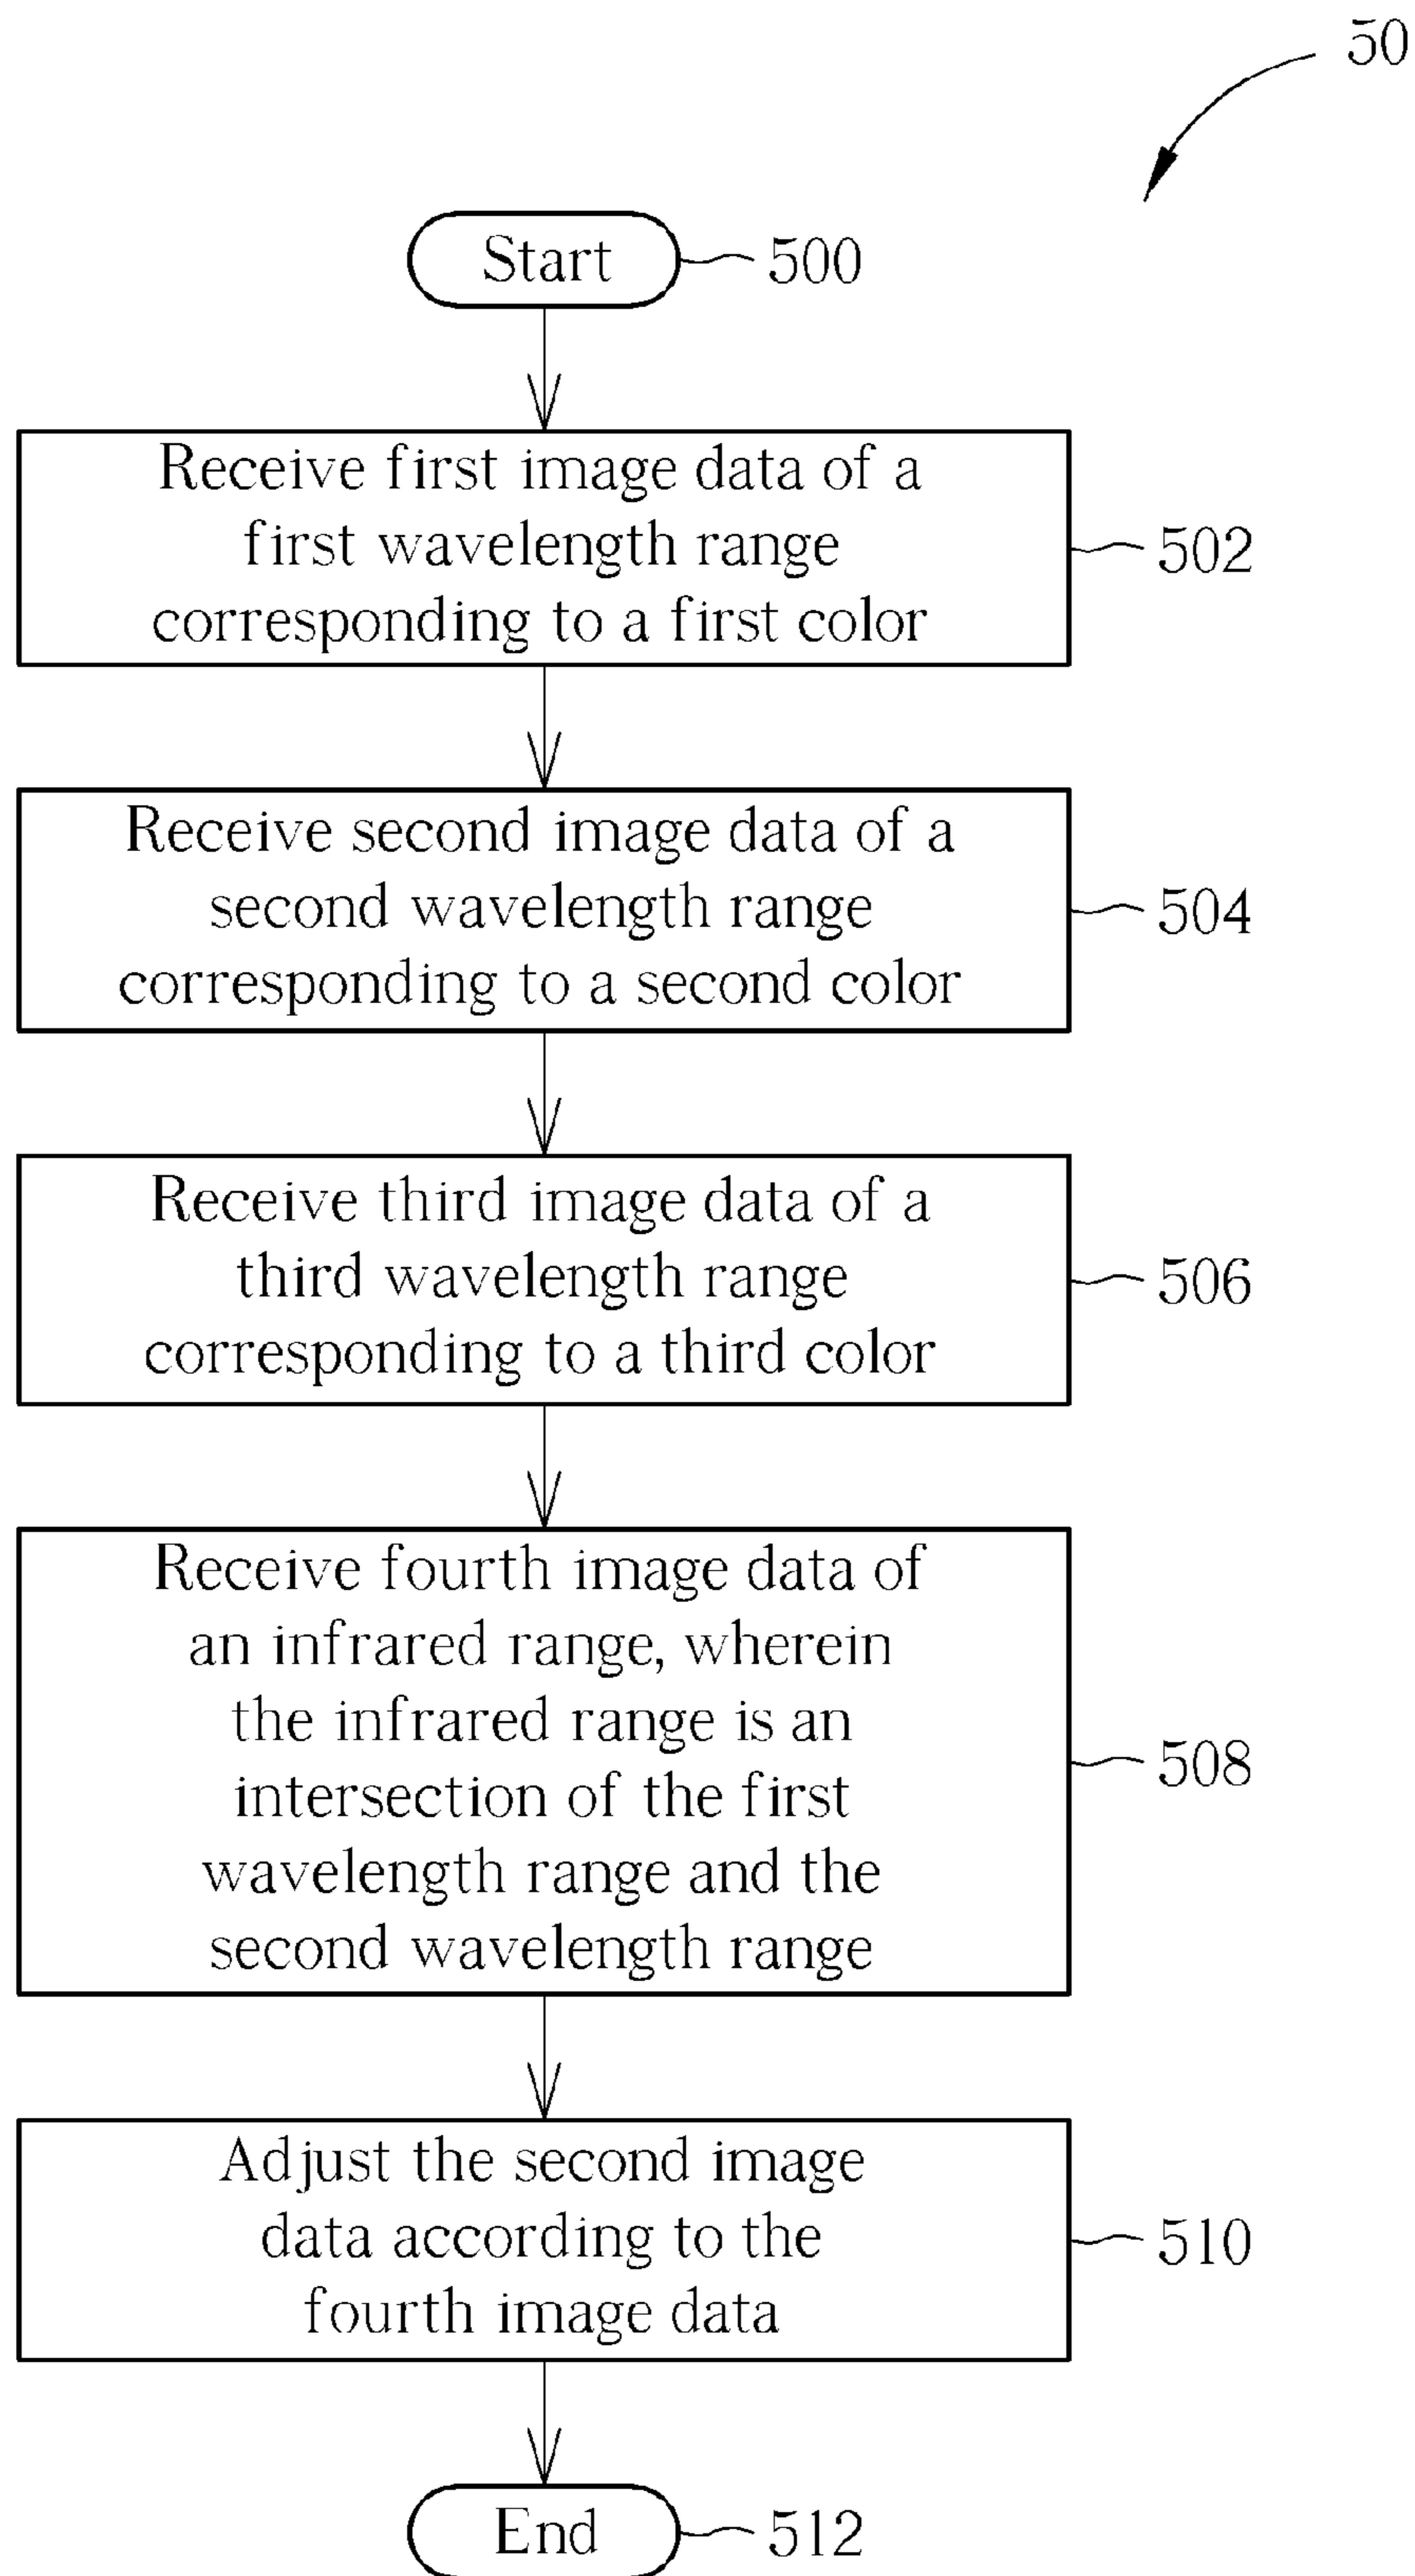 50
Start
500
Receive first image data of a
first wavelength range
corresponding to a first color
502
Receive second image data of a
second wavelength range
corresponding to a second color
504
Receive third image data of a
third wavelength range
corresponding to a third color
506
Receive fourth image data of
an infrared range, wherein
the infrared range is an
intersection of the first
wavelength range and the
second wavelength range
508
Adjust the second image
data according to the
fourth image data
510
End
512